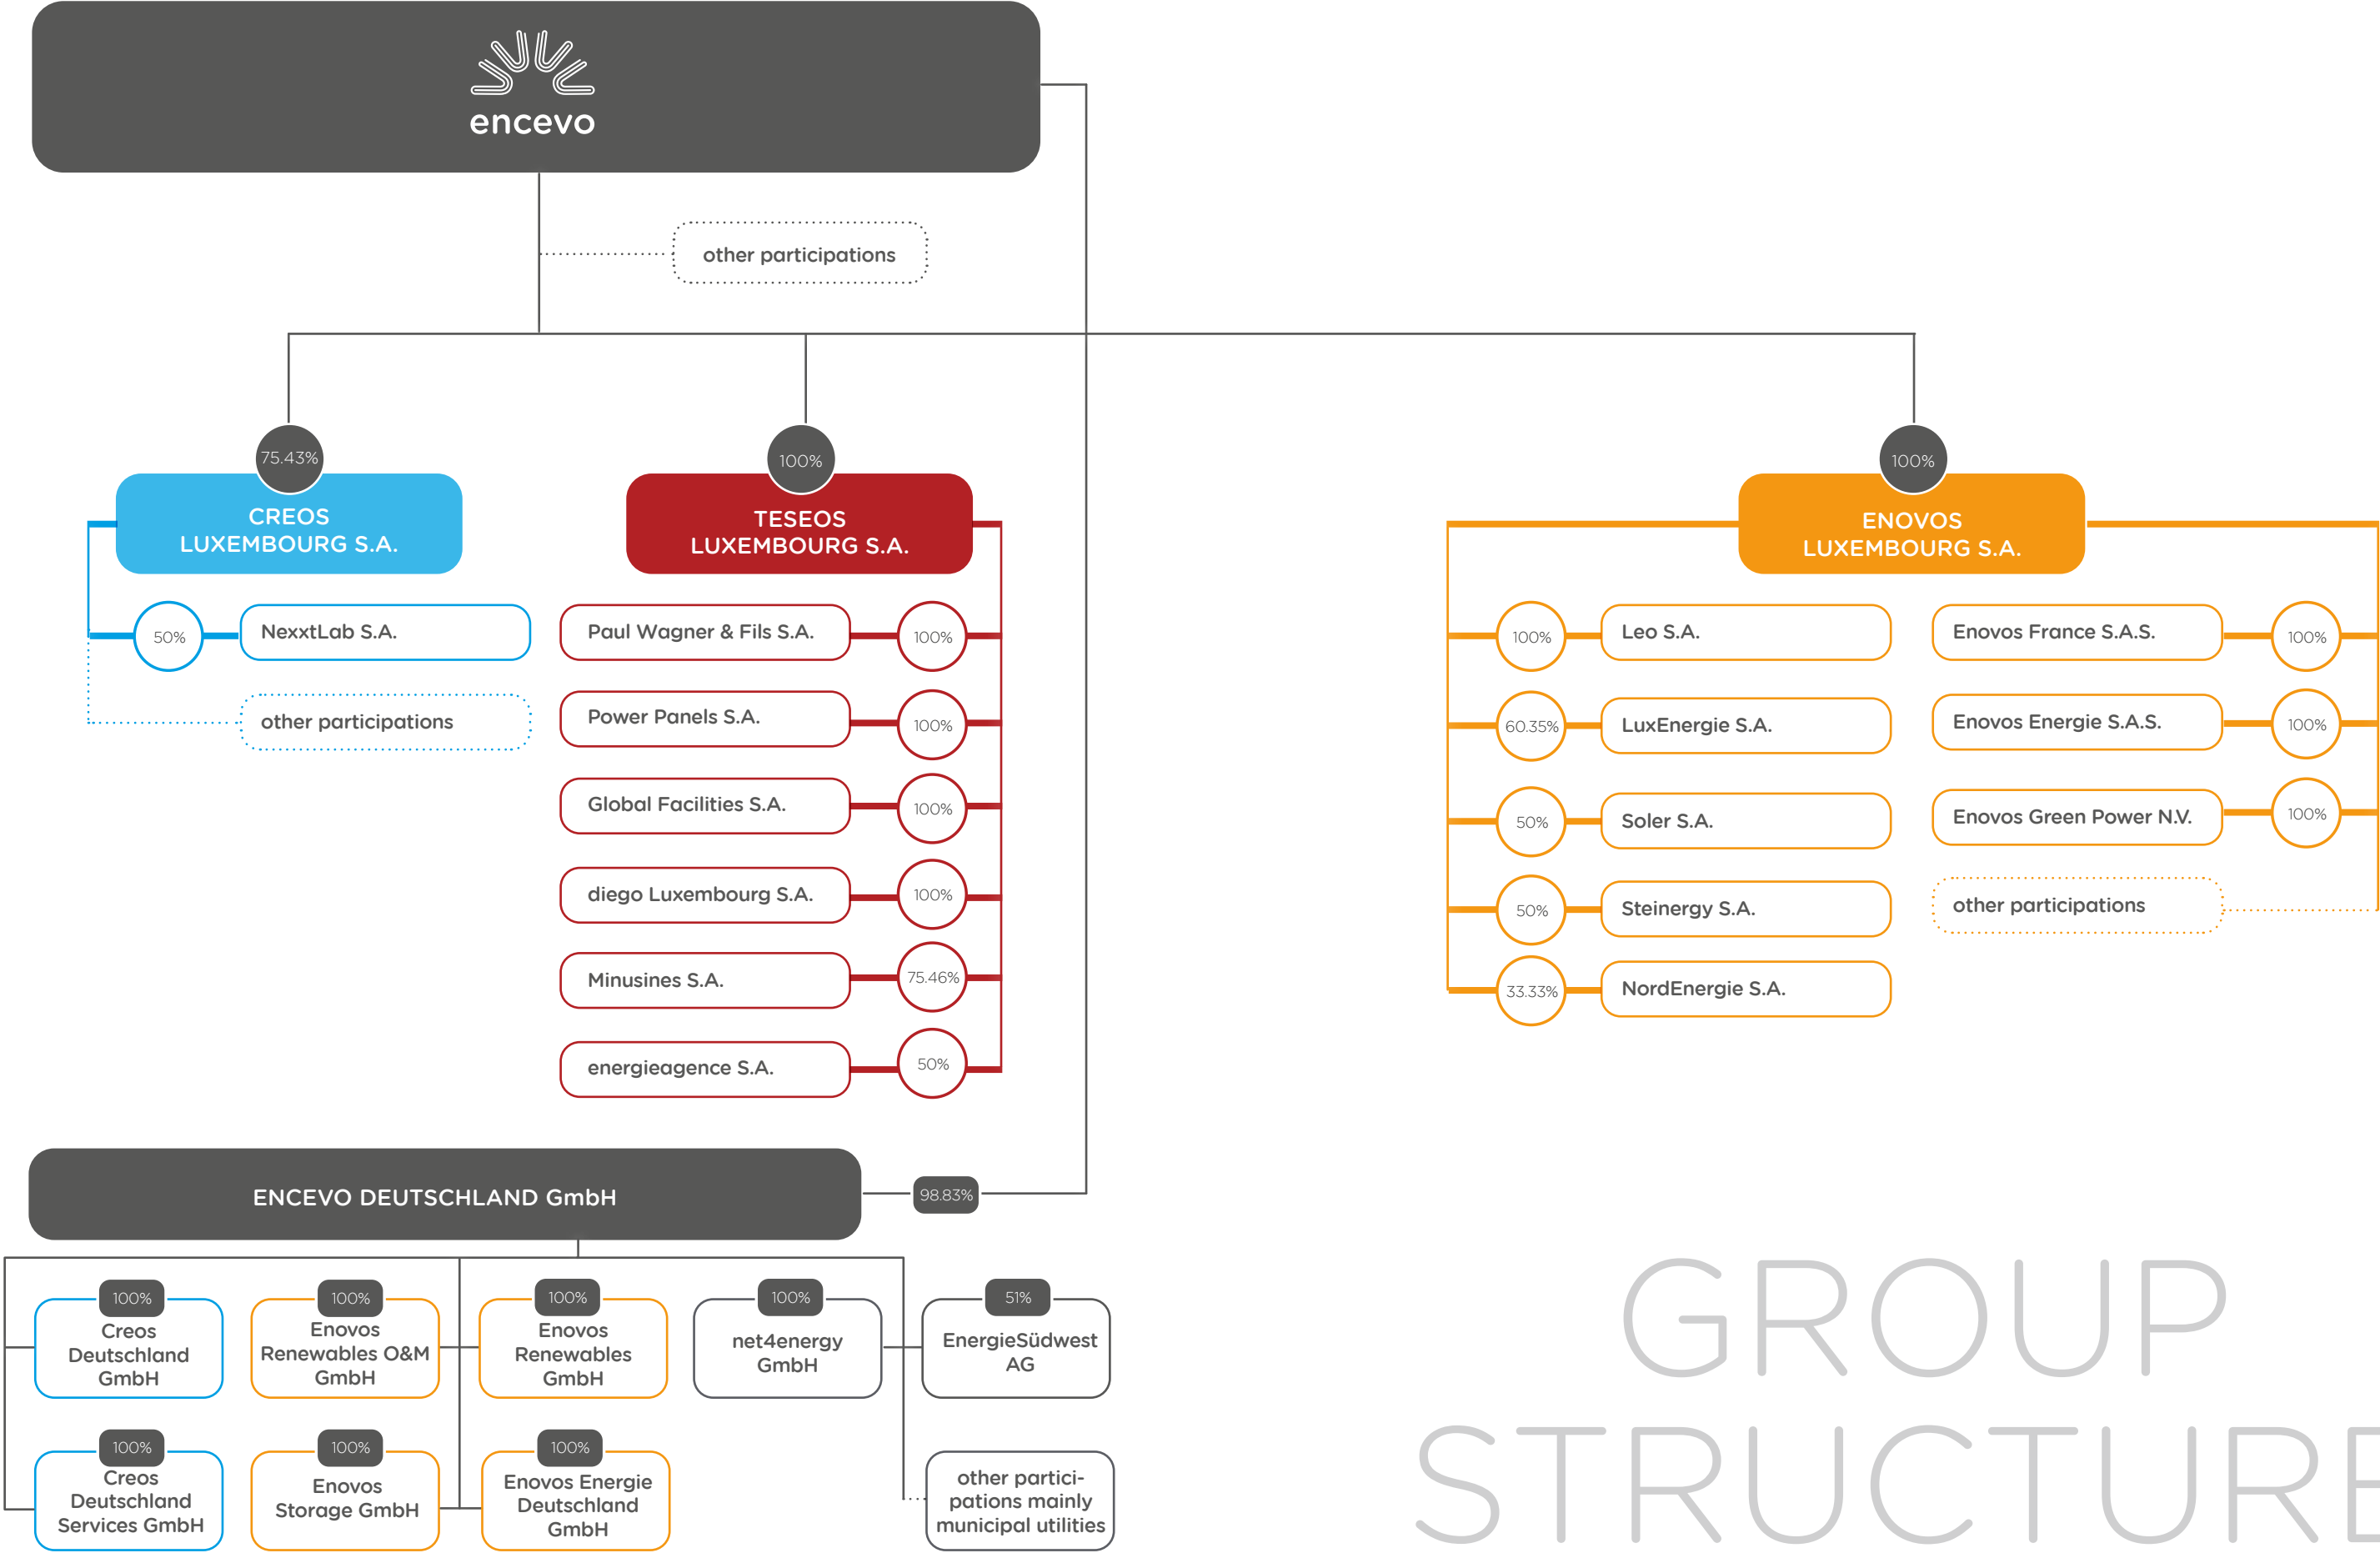 encevo
other participations
75.43%
CREOS
LUXEMBOURG S.A.
50%
NexxtLab S.A.
other participations
100%
TESEOS
LUXEMBOURG S.A.
Paul Wagner & Fils S.A.
100%
Power Panels S.A.
100%
Global Facilities S.A.
100%
diego Luxembourg S.A.
100%
Minusines S.A.
75.46%
energieagence S.A.
50%
100%
ENOVOS
LUXEMBOURG S.A.
100%
Leo S.A.
60.35%
LuxEnergie S.A.
50%
Soler S.A.
50%
Steinergy S.A.
33.33%
NordEnergie S.A.
Enovos France S.A.S.
100%
Enovos Energie S.A.S.
100%
Enovos Green Power N.V.
100%
other participations
ENCEVO DEUTSCHLAND GmbH
98.83%
100%
Creos
Deutschland
GmbH
100%
Enovos
Renewables O&M
GmbH
100%
Enovos
Renewables
GmbH
100%
net4energy
GmbH
51%
EnergieSüdwest
AG
100%
Creos
Deutschland
Services GmbH
100%
Enovos
Storage GmbH
100%
Enovos Energie
Deutschland
GmbH
other partici-
pations mainly
municipal utilities
GROUP
STRUCTURE